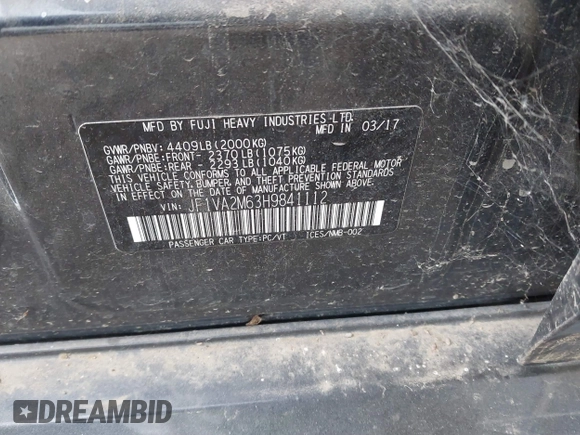 MFD BY FUJI HEAVY INDUSTRIES-LTD.
MFD IN 03/17
GVWR/PNBV: 4409LB(2000KG)
GAWR/PNBE:FRONT- 2370LB(1075KG)
GAWR/PNBE:REAR - 2293LB(1040KG)
THIS VEHICLE CONFORMS TO ALL APPLICABLE FEDERAL MOTOR
VEHICLE SAFETY, BUMPER, AND THEFT PREVENTION STANDARDS
IN EFFECT ON THE DATE OF MANUFACTURE SHOWN ABOVE.
VIN: JF1VA2M63H9841112
PASSENGER CAR TYPE:PC/VT ICES/NMB-002
DREAMBID